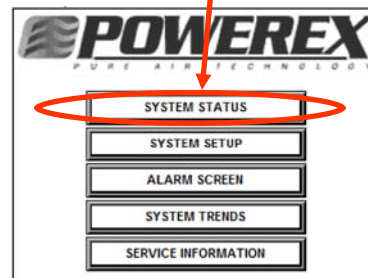 POWEREX
PURE AIR TECHNOLOGY
SYSTEM STATUS
SYSTEM SETUP
ALARM SCREEN
SYSTEM TRENDS
SERVICE INFORMATION